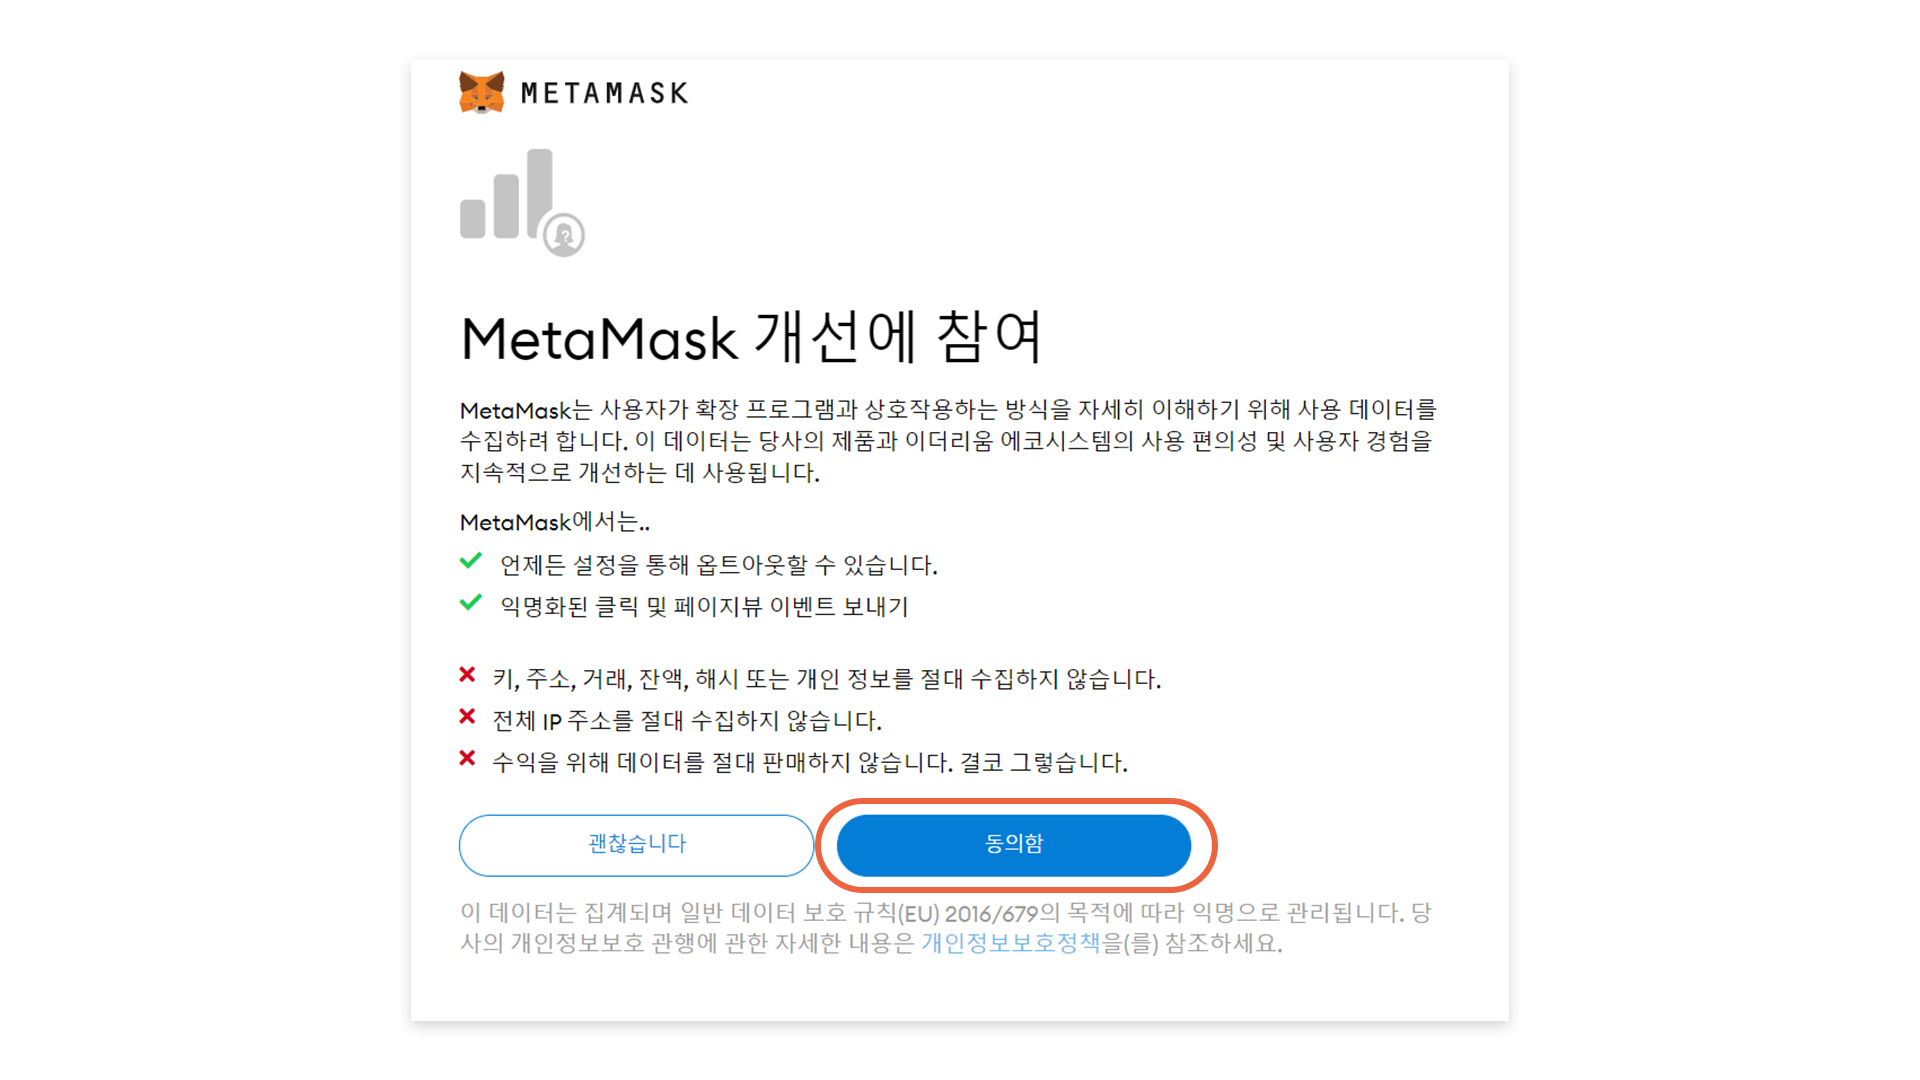 METAMASK
MetaMask 개선에 참여
MetaMask는 사용자가 확장 프로그램과 상호작용하는 방식을 자세히 이해하기 위해 사용 데이터를
수집하려 합니다. 이 데이터는 당사의 제품과 이더리움 에코시스템의 사용 편의성 및 사용자 경험을
지속적으로 개선하는 데 사용됩니다.
MetaMask에서는..
언제든 설정을 통해 옵트아웃할 수 있습니다.
익명화된 클릭 및 페이지뷰 이벤트 보내기
키, 주소, 거래, 잔액, 해시 또는 개인 정보를 절대 수집하지 않습니다.
전체 IP 주소를 절대 수집하지 않습니다.
수익을 위해 데이터를 절대 판매하지 않습니다. 결코 그렇습니다.
괜찮습니다
동의함
이 데이터는 집계되며 일반 데이터 보호 규칙(EU) 2016/679의 목적에 따라 익명으로 관리됩니다. 당
사의 개인정보보호 관행에 관한 자세한 내용은 개인정보보호정책을(를) 참조하세요.